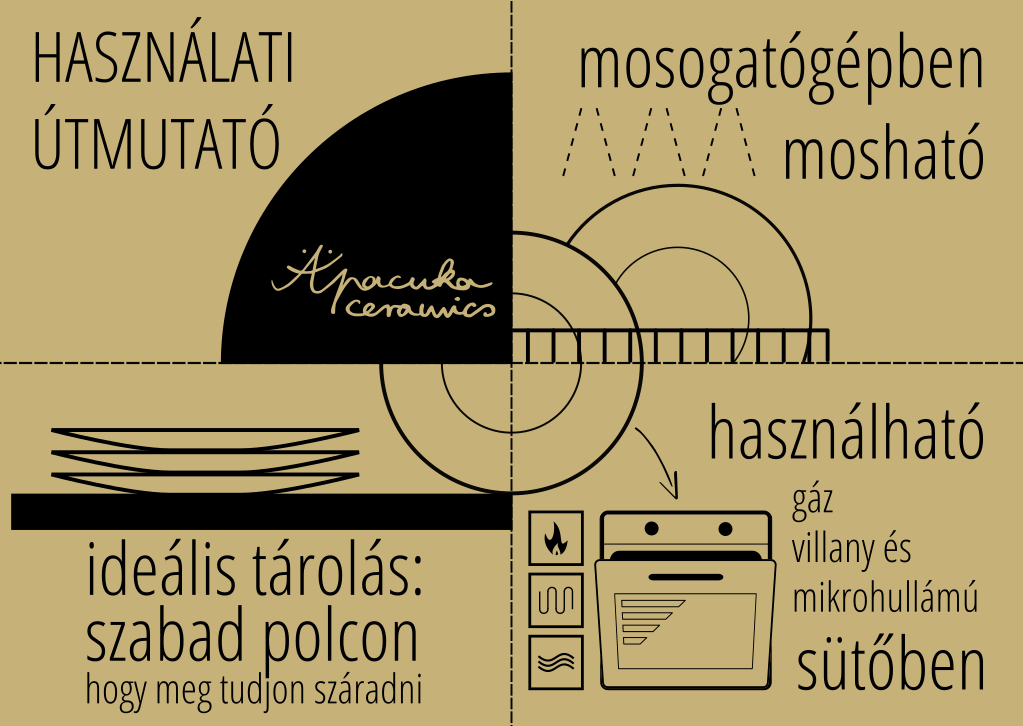 HASZNÁLATI
ÚTMUTATÓ
Apacuka
ceramics
mosogatógépben
mosható
ideális tárolás:
szabad polcon
hogy meg tudjon száradni
használható
gáz
villany és
mikrohullámú
sütőben